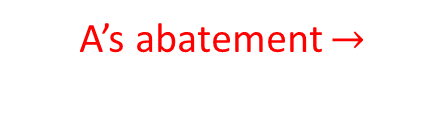 A’s abatement →